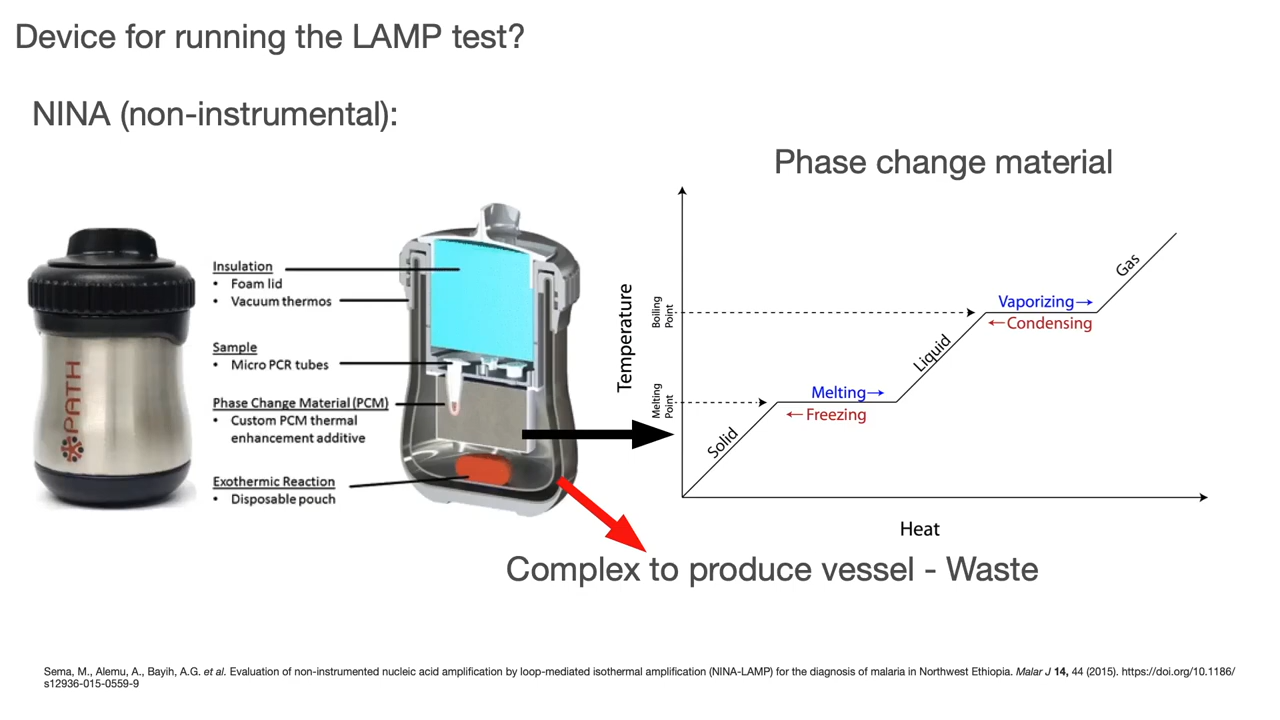 Device for running the LAMP test?
NINA (non-instrumental):
Phase change material
PATH
Insulation
• Foam lid
• Vacuum thermos
Sample
• Micro PCR tubes
Phase Change Material (PCM)
• Custom PCM thermal
enhancement additive
Exothermic Reaction
• Disposable pouch
Temperature
Boiling
Point
Melting
Point
Solid
Melting→
←Freezing
Liquid
Vaporizing→
←Condensing
Gas
Heat
Complex to produce vessel - Waste
Sema, M., Alemu, A., Bayih, A.G. et al. Evaluation of non-instrumented nucleic acid amplification by loop-mediated isothermal amplification (NINA-LAMP) for the diagnosis of malaria in Northwest Ethiopia. Malar J 14, 44 (2015). https://doi.org/10.1186/
s12936-015-0559-9